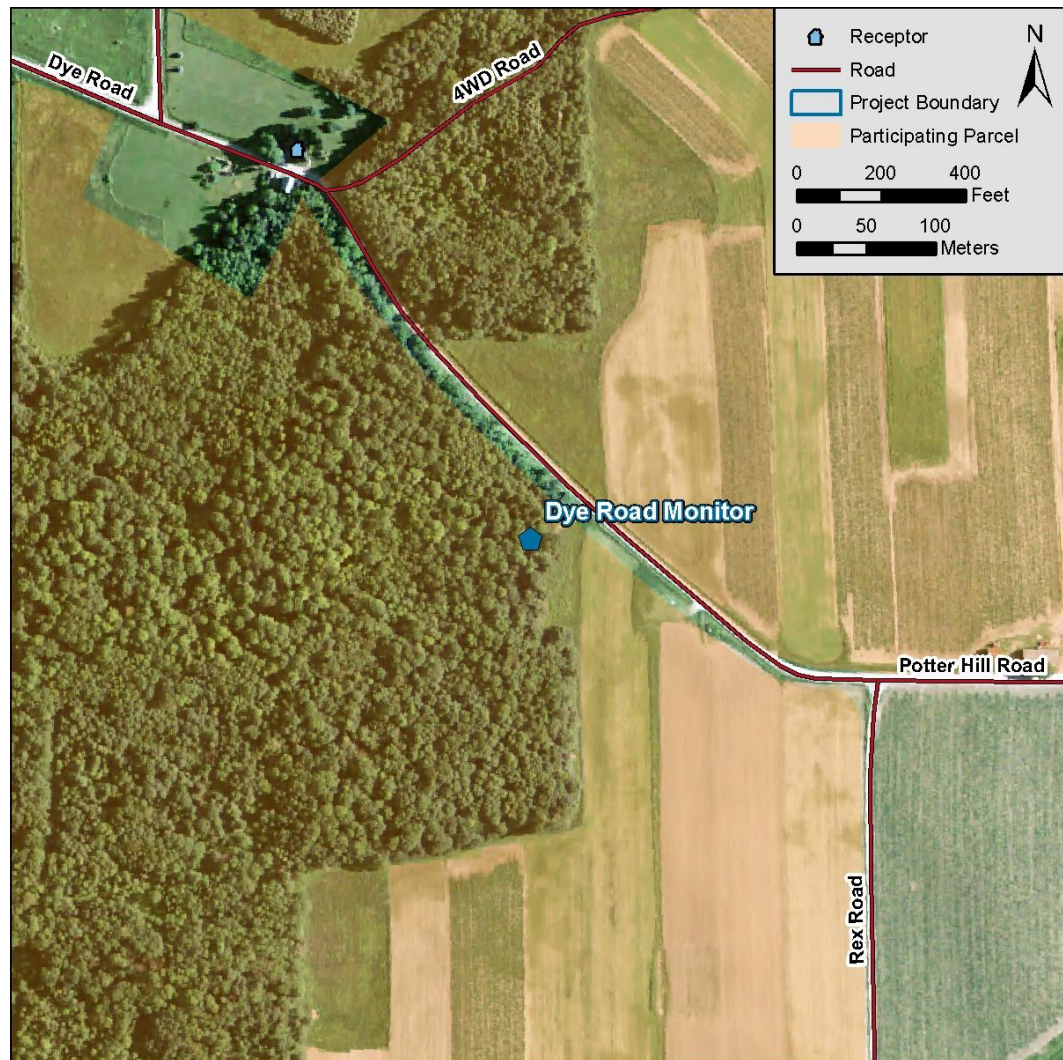 Dye Road
4WD Road
Receptor
Road
Project Boundary
Participating Parcel
N
0 200 400
Feet
0 50 100
Meters
Dye Road Monitor
Potter Hill Road
Rex Road